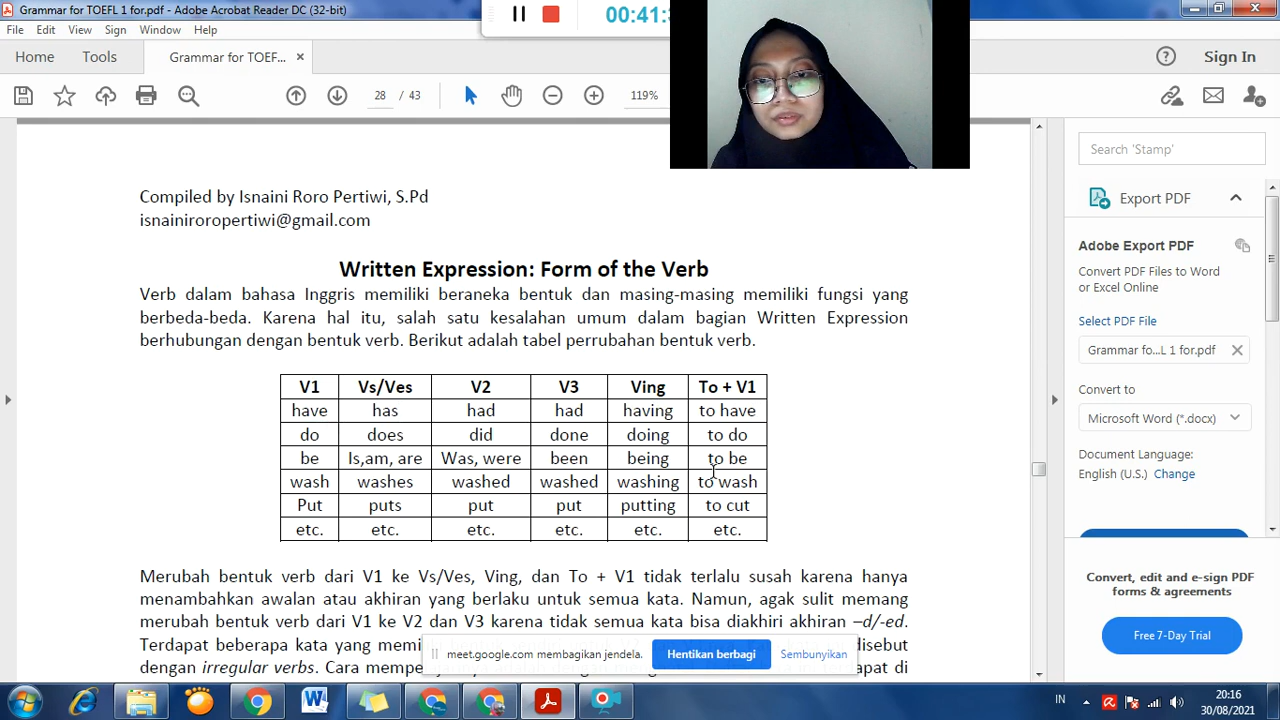 Grammar for TOEFL 1 for.pdf - Adobe Acrobat Reader DC (32-bit)
00:41:
File Edit View Sign Window Help
Home Tools Grammar for TOEF... × Sign In
28 / 43 119%
Search 'Stamp'
Export PDF
Adobe Export PDF
Convert PDF Files to Word
or Excel Online
Select PDF File
Grammar fo...L 1 for.pdf
Convert to
Microsoft Word (*.docx)
Document Language:
English (U.S.) Change
Convert, edit and e-sign PDF
forms & agreements
Free 7-Day Trial
Compiled by Isnaini Roro Pertiwi, S.Pd
isnainiroropertiwi@gmail.com
Written Expression: Form of the Verb
Verb dalam bahasa Inggris memiliki beraneka bentuk dan masing-masing memiliki fungsi yang
berbeda-beda. Karena hal itu, salah satu kesalahan umum dalam bagian Written Expression
berhubungan dengan bentuk verb. Berikut adalah tabel perrubahan bentuk verb.
V1 Vs/Ves V2 V3 Ving To + V1
have has had had having to have
do does did done doing to do
be Is,am, are Was, were been being to be
wash washes washed washed washing to wash
Put puts put put putting to cut
etc. etc. etc. etc. etc. etc.
Merubah bentuk verb dari V1 ke Vs/Ves, Ving, dan To + V1 tidak terlalu susah karena hanya
menambahkan awalan atau akhiran yang berlaku untuk semua kata. Namun, agak sulit memang
merubah bentuk verb dari V1 ke V2 dan V3 karena tidak semua kata bisa diakhiri akhiran –d/-ed.
Terdapat beberapa kata yang disebut
dengan irregular verbs. Cara
meet.google.com membagikan jendela. Hentikan berbagi Sembunyikan
IN 20:16
30/08/2021